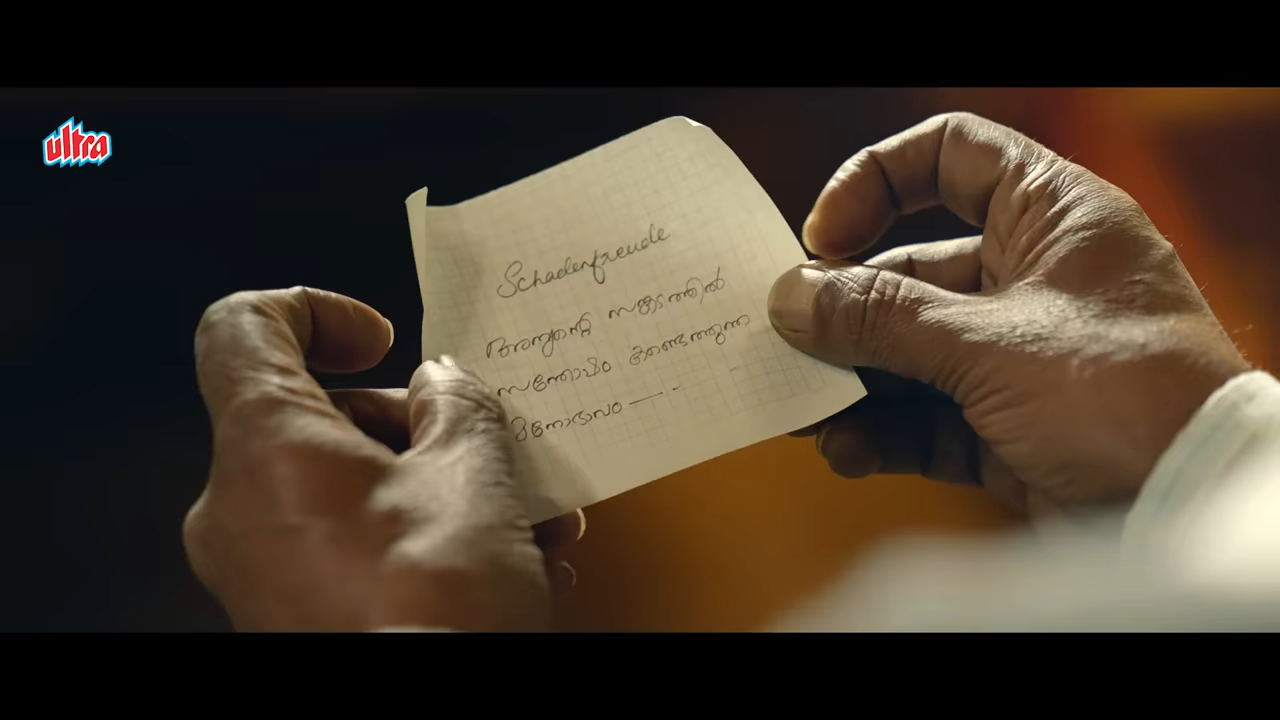 ultra
Schadenfreude
അന്യന്റെ സങ്കടത്തിൽ
സന്തോഷം കണ്ടെത്തുന്ന
മനോഭാവം —